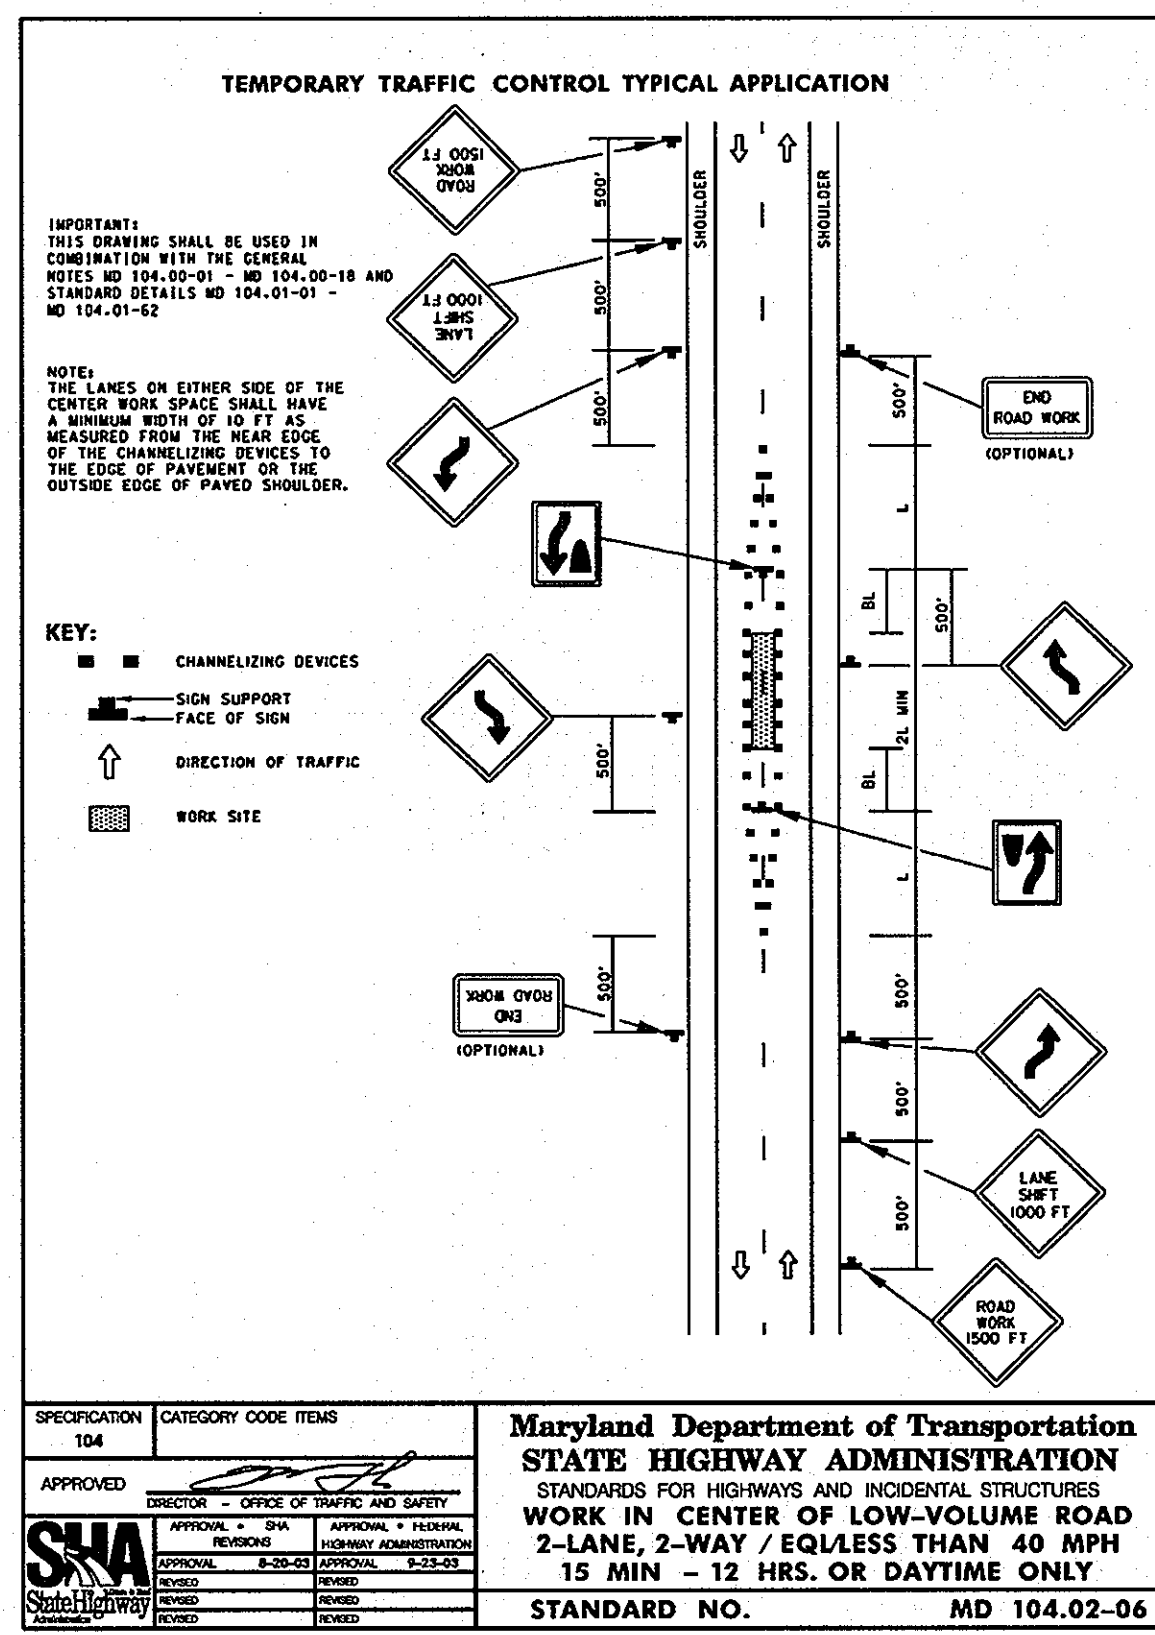 TEMPORARY TRAFFIC CONTROL TYPICAL APPLICATION
ROAD
WORK
1500 FT
500'
SHOULDER
SHOULDER
IMPORTANT:
THIS DRAWING SHALL BE USED IN
COMBINATION WITH THE GENERAL
NOTES MD 104.00-01 - MD 104.00-18 AND
STANDARD DETAILS MD 104.01-01 -
MD 104.01-62
LANE
SHIFT
1000 FT
500'
NOTE:
THE LANES ON EITHER SIDE OF THE
CENTER WORK SPACE SHALL HAVE
A MINIMUM WIDTH OF 10 FT AS
MEASURED FROM THE NEAR EDGE
OF THE CHANNELIZING DEVICES TO
THE EDGE OF PAVEMENT OR THE
OUTSIDE EDGE OF PAVED SHOULDER.
500'
500'
END
ROAD WORK
(OPTIONAL)
L
BL
500'
KEY:
CHANNELIZING DEVICES
SIGN SUPPORT
FACE OF SIGN
DIRECTION OF TRAFFIC
WORK SITE
500'
2L MIN
BL
L
END
ROAD WORK
(OPTIONAL)
500'
500'
500'
LANE
SHIFT
1000 FT
500'
ROAD
WORK
1500 FT
SPECIFICATION
104
CATEGORY CODE ITEMS
APPROVED
DIRECTOR - OFFICE OF TRAFFIC AND SAFETY
SHA
State Highway
Administration
APPROVAL • SHA
REVISIONS
APPROVAL • FEDERAL
HIGHWAY ADMINISTRATION
APPROVAL 8-20-03
APPROVAL 9-23-03
REVISED
REVISED
REVISED
REVISED
REVISED
REVISED
Maryland Department of Transportation
STATE HIGHWAY ADMINISTRATION
STANDARDS FOR HIGHWAYS AND INCIDENTAL STRUCTURES
WORK IN CENTER OF LOW-VOLUME ROAD
2-LANE, 2-WAY / EQL/LESS THAN 40 MPH
15 MIN - 12 HRS. OR DAYTIME ONLY
STANDARD NO. MD 104.02-06